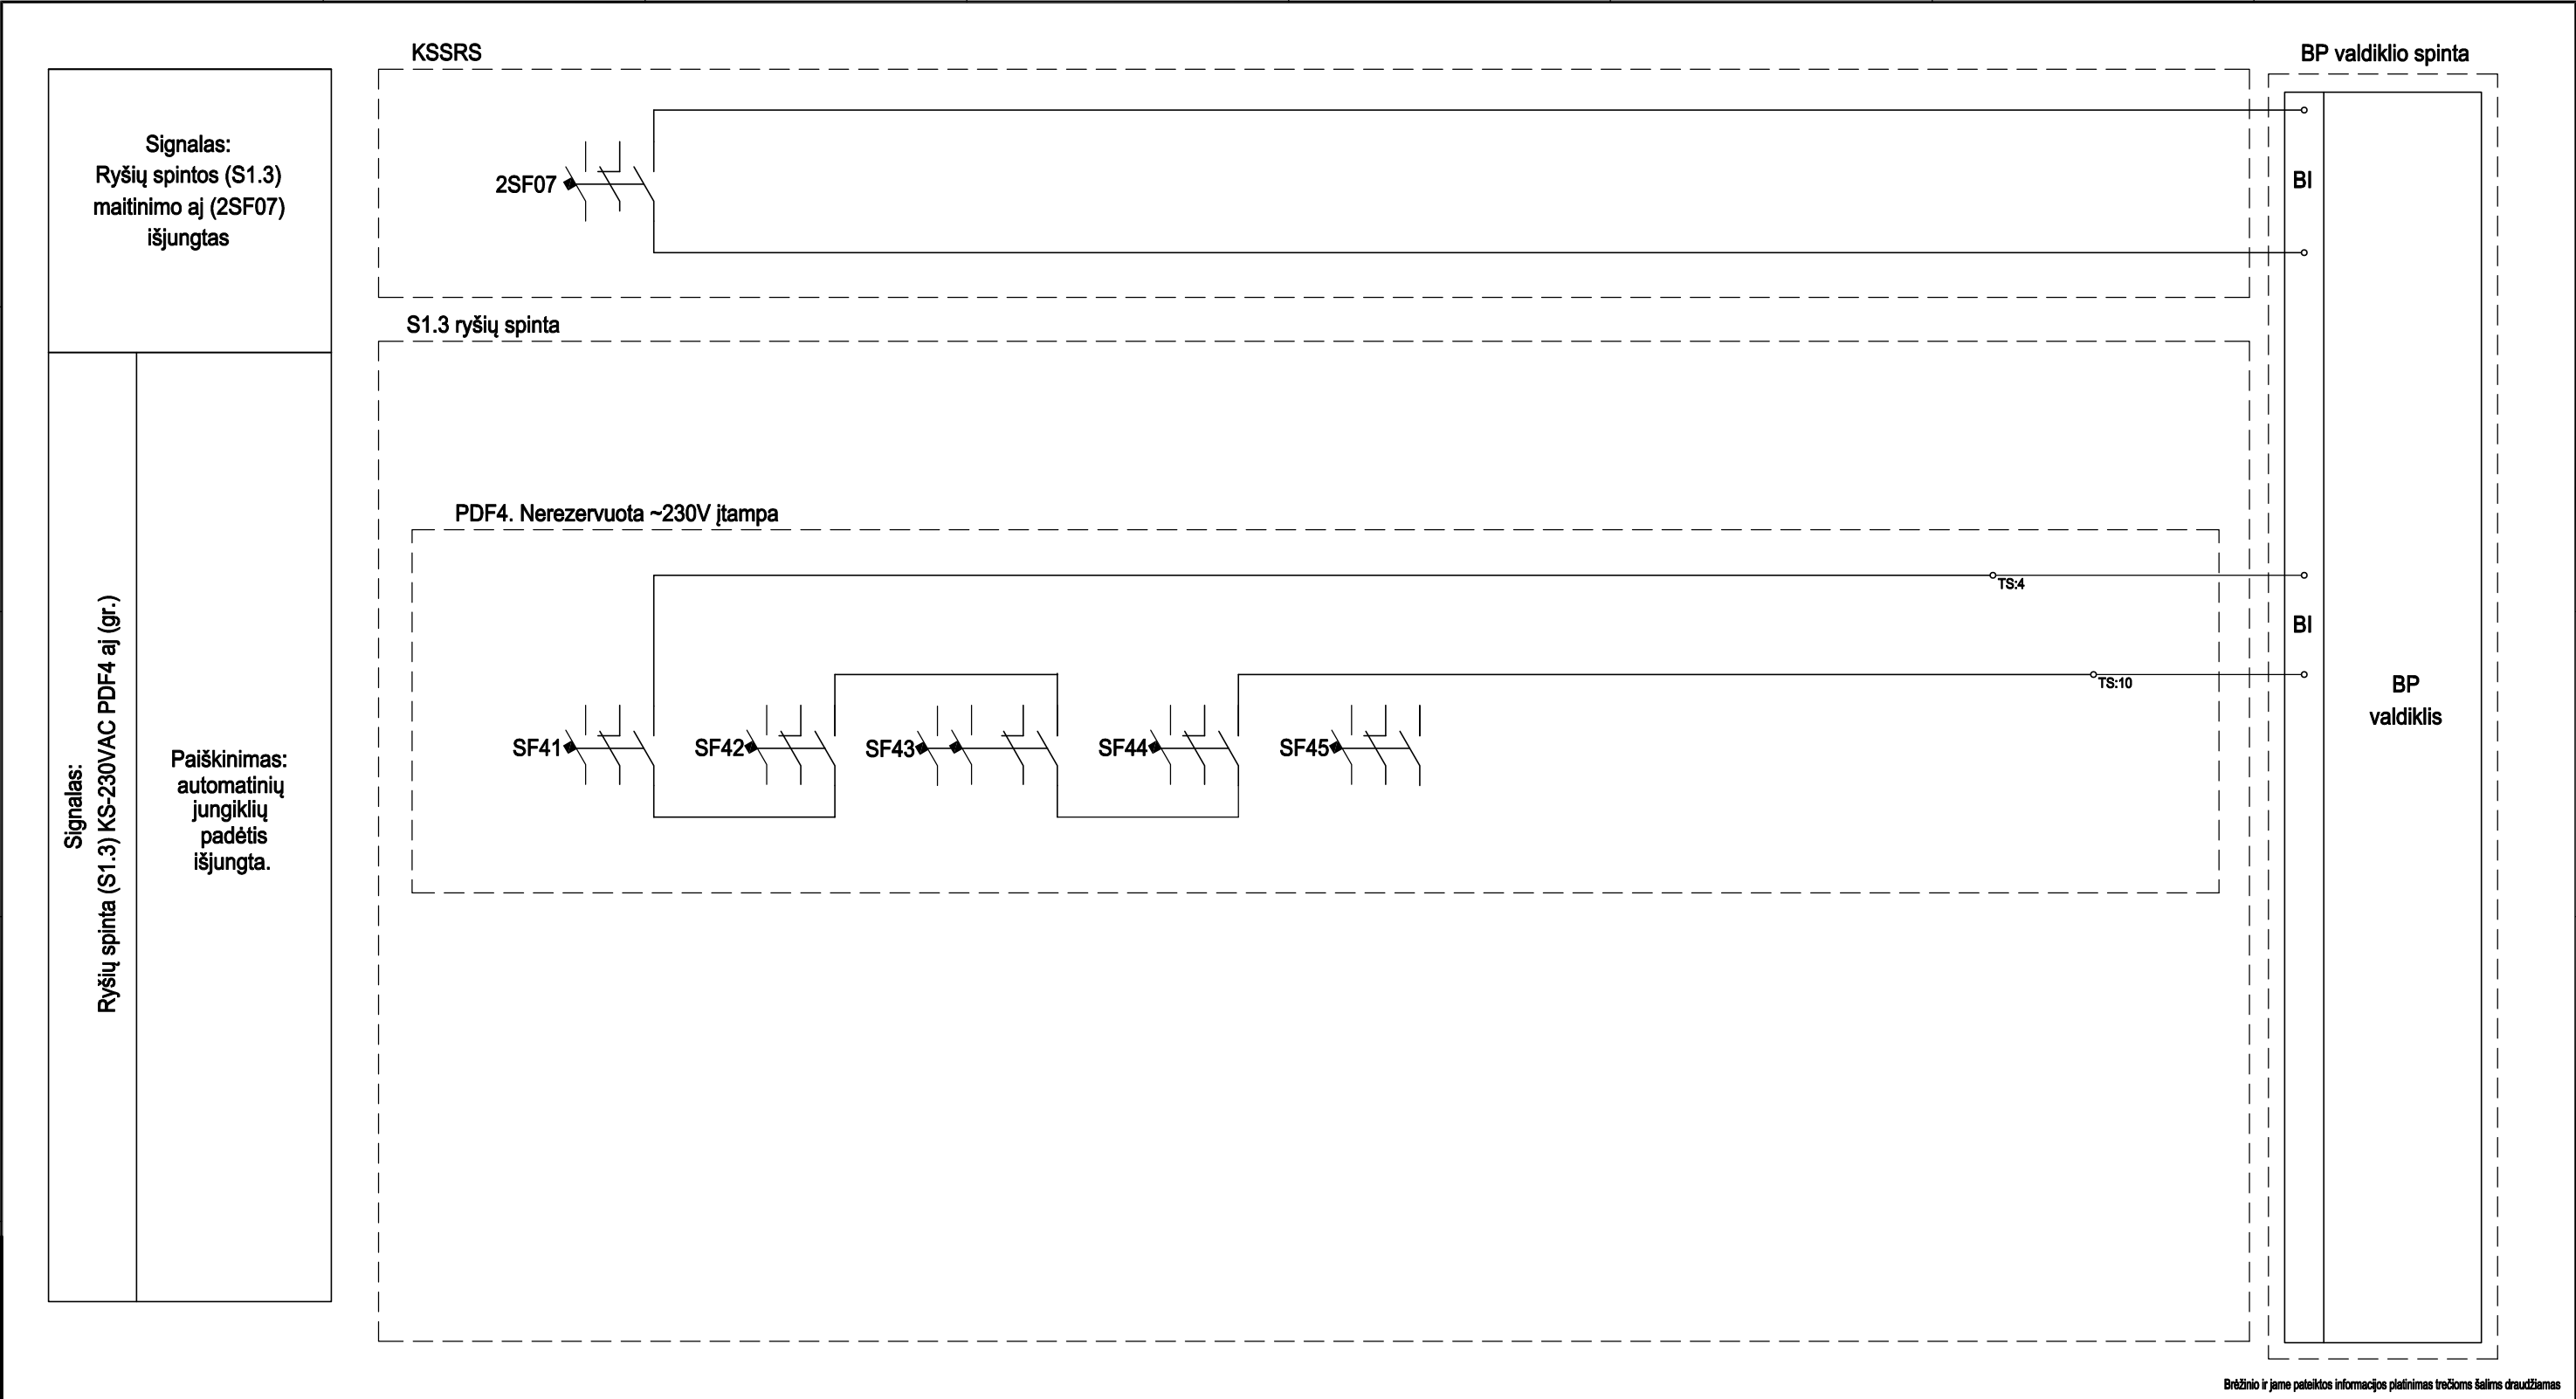 KSSRS
BP valdiklio spinta
Signalas:
Ryšių spintos (S1.3)
maitinimo aj (2SF07)
išjungtas
2SF07
BI
S1.3 ryšių spinta
PDF4. Nerezervuota ~230V įtampa
TS:4
BI
TS:10
BP
valdiklis
SF41
SF42
SF43
SF44
SF45
Signalas:
Ryšių spinta (S1.3) KS-230VAC PDF4 aj (gr.)
Paiškinimas:
automatinių
jungiklių
padėtis
išjungta.
Brėžinio ir jame pateiktos informacijos platinimas trečioms šalims draudžiamas